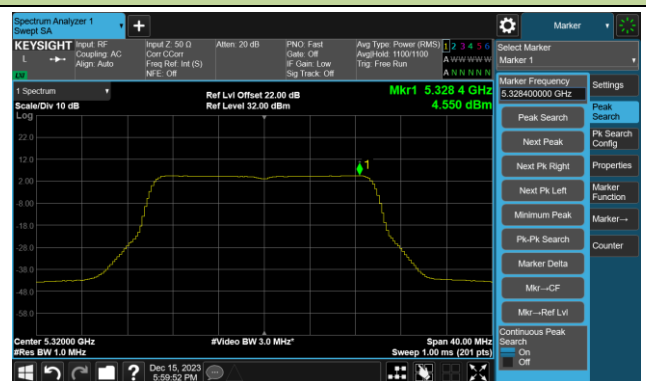 Spectrum Analyzer 1
Swept SA
Marker
KEYSIGHT
L
LV
Input: RF
Coupling: AC
Align: Auto
Input Z: 50 Ω
Corr CCorr
Freq Ref: Int (S)
NFE: Off
Atten: 20 dB
PNO: Fast
Gate: Off
IF Gain: Low
Sig Track: Off
Avg Type: Power (RMS)
Avg|Hold: 1100/1100
Trig: Free Run
1 2 3 4 5 6
A W W W W W
A N N N N N
Select Marker
Marker 1
1 Spectrum
Scale/Div 10 dB
Log
Ref Lvl Offset 22.00 dB
Ref Level 32.00 dBm
Mkr1 5.328 4 GHz
4.550 dBm
22.0
12.0
2.00
-8.00
-18.0
-28.0
-38.0
-48.0
-58.0
1
Center 5.32000 GHz
#Res BW 1.0 MHz
#Video BW 3.0 MHz*
Span 40.00 MHz
Sweep 1.00 ms (201 pts)
Marker Frequency
5.328400000 GHz
Peak Search
Next Peak
Next Pk Right
Next Pk Left
Minimum Peak
Pk-Pk Search
Marker Delta
Mkr→CF
Mkr→Ref Lvl
Continuous Peak
Search
On
Off
Settings
Peak
Search
Pk Search
Config
Properties
Marker
Function
Marker→
Counter
Dec 15, 2023
5:59:52 PM